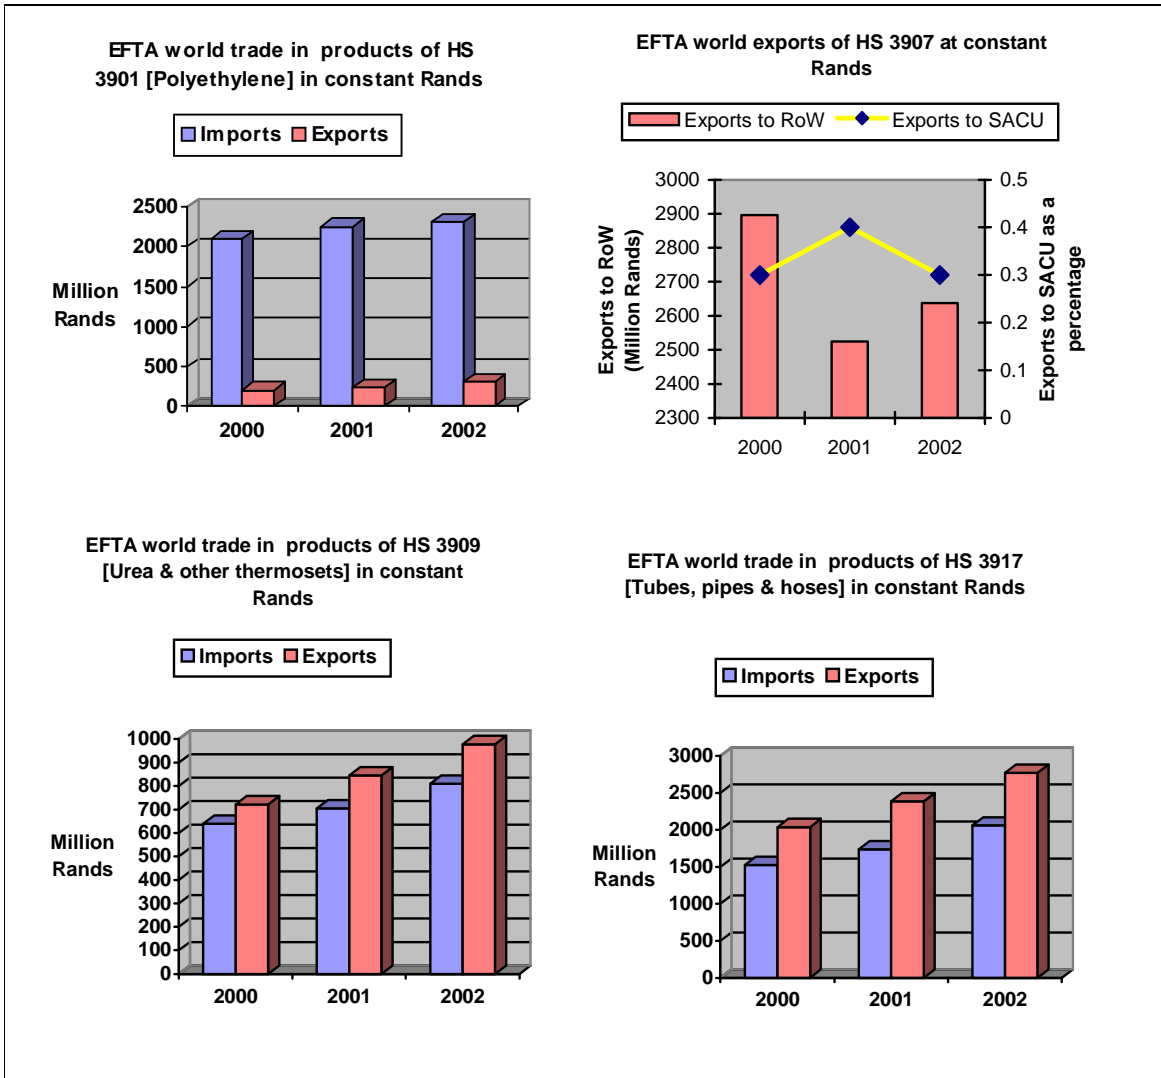 EFTA world trade in products of HS
3901 [Polyethylene] in constant Rands
Imports Exports
2500
2000
1500
1000
500
0
Million
Rands
2000 2001 2002
EFTA world exports of HS 3907 at constant
Rands
Exports to RoW Exports to SACU
3000
2900
2800
2700
2600
2500
2400
2300
Exports to RoW
(Million Rands)
0.5
0.4
0.3
0.2
0.1
0
Exports to SACU as a
percentage
2000 2001 2002
EFTA world trade in products of HS 3909
[Urea & other thermosets] in constant
Rands
Imports Exports
1000
900
800
700
600
500
400
300
200
100
0
Million
Rands
2000 2001 2002
EFTA world trade in products of HS 3917
[Tubes, pipes & hoses] in constant Rands
Imports Exports
3000
2500
2000
1500
1000
500
0
Million
Rands
2000 2001 2002